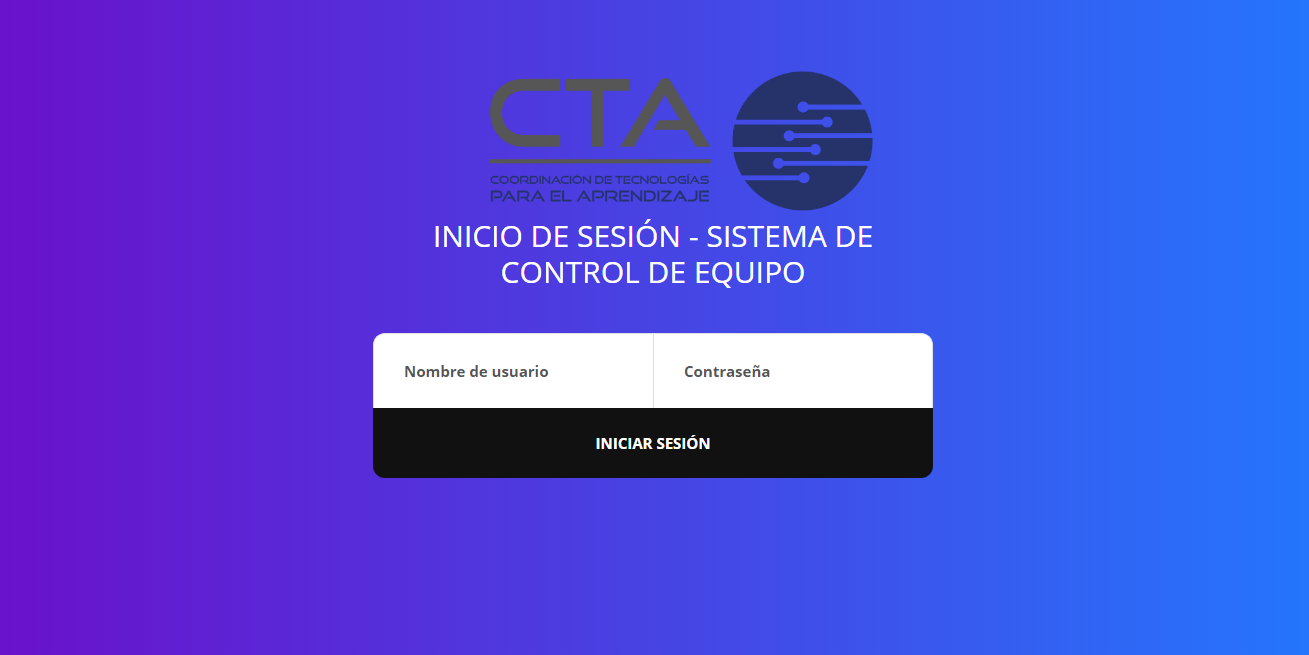 CTA
COORDINACIÓN DE TECNOLOGÍAS
PARA EL APRENDIZAJE
INICIO DE SESIÓN - SISTEMA DE
CONTROL DE EQUIPO
Nombre de usuario
Contraseña
INICIAR SESIÓN